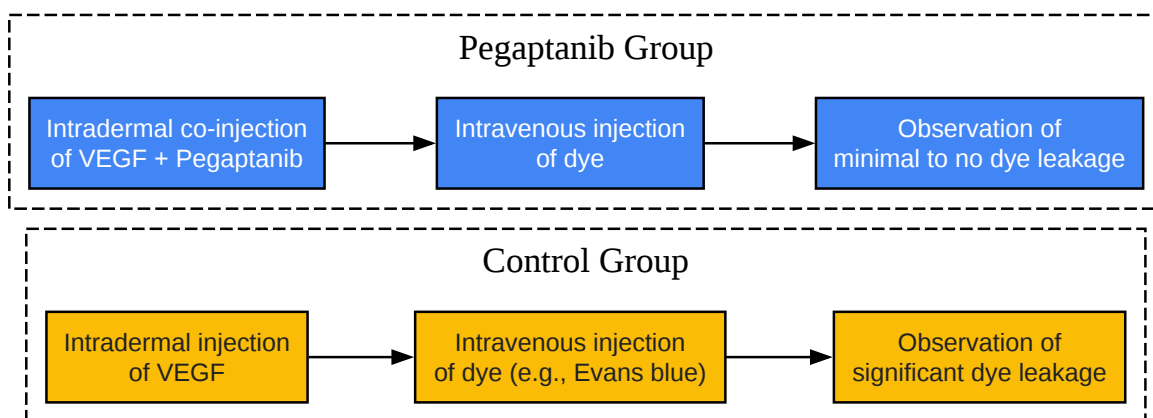 Pegaptanib Group
Intradermal co-injection
of VEGF + Pegaptanib
Intravenous injection
of dye
Observation of
minimal to no dye leakage
Control Group
Intradermal injection
of VEGF
Intravenous injection
of dye (e.g., Evans blue)
Observation of
significant dye leakage